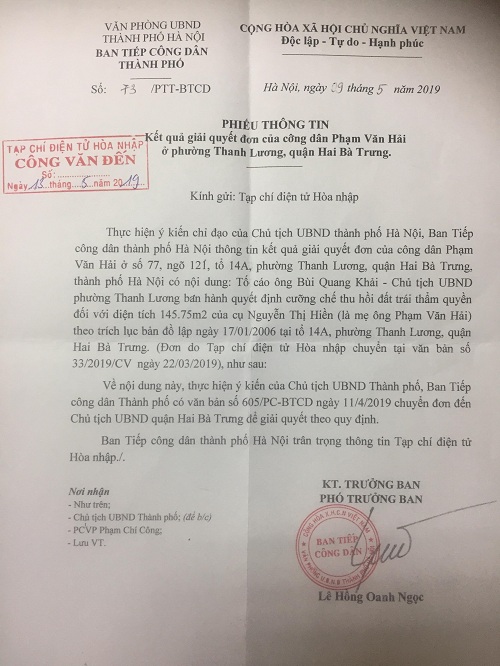 VĂN PHÒNG UBND
THÀNH PHỐ HÀ NỘI
BAN TIẾP CÔNG DÂN
THÀNH PHỐ
CỘNG HÒA XÃ HỘI CHỦ NGHĨA VIỆT NAM
Độc lập - Tự do - Hạnh phúc
Số: 73 /PTT-BTCD
Hà Nội, ngày 09 tháng 5 năm 2019
PHIẾU THÔNG TIN
Kết quả giải quyết đơn của công dân Phạm Văn Hải
ở phường Thanh Lương, quận Hai Bà Trưng.
TẠP CHÍ ĐIỆN TỬ HÒA NHẬP
CÔNG VĂN ĐẾN
Số:
Ngày 13 tháng 5 năm 2019
Kính gửi: Tạp chí điện tử Hòa nhập
Thực hiện ý kiến chỉ đạo của Chủ tịch UBND thành phố Hà Nội, Ban Tiếp
công dân thành phố Hà Nội thông tin kết quả giải quyết đơn của công dân Phạm
Văn Hải ở số 77, ngõ 121, tổ 14A, phường Thanh Lương, quận Hai Bà Trưng,
thành phố Hà Nội có nội dung: Tố cáo ông Bùi Quang Khải - Chủ tịch UBND
phường Thanh Lương ban hành quyết định cưỡng chế thu hồi đất trái thẩm quyền
đối với diện tích 145.75m2 của cụ Nguyễn Thị Hiền (là mẹ ông Phạm Văn Hải)
theo trích lục bản đồ lập ngày 17/01/2006 tại tổ 14A, phường Thanh Lương, quận
Hai Bà Trưng. (Đơn do Tạp chí điện tử Hòa nhập chuyển tại văn bản số
33/2019/CV ngày 22/03/2019), như sau:
Về nội dung này, thực hiện ý kiến của Chủ tịch UBND Thành phố, Ban Tiếp
công dân Thành phố có văn bản số 605/PC-BTCD ngày 11/4/2019 chuyển đơn đến
Chủ tịch UBND quận Hai Bà Trưng để giải quyết theo quy định.
Ban Tiếp công dân thành phố Hà Nội trân trọng thông tin Tạp chí điện tử
Hòa nhập./.
Nơi nhận
- Như trên;
- Chủ tịch UBND Thành phố; (để b/c)
- PCVP Phạm Chí Công;
- Lưu VT.
KT. TRƯỞNG BAN
PHÓ TRƯỞNG BAN
BAN TIẾP
CÔNG DÂN
Lê Hồng Oanh Ngọc